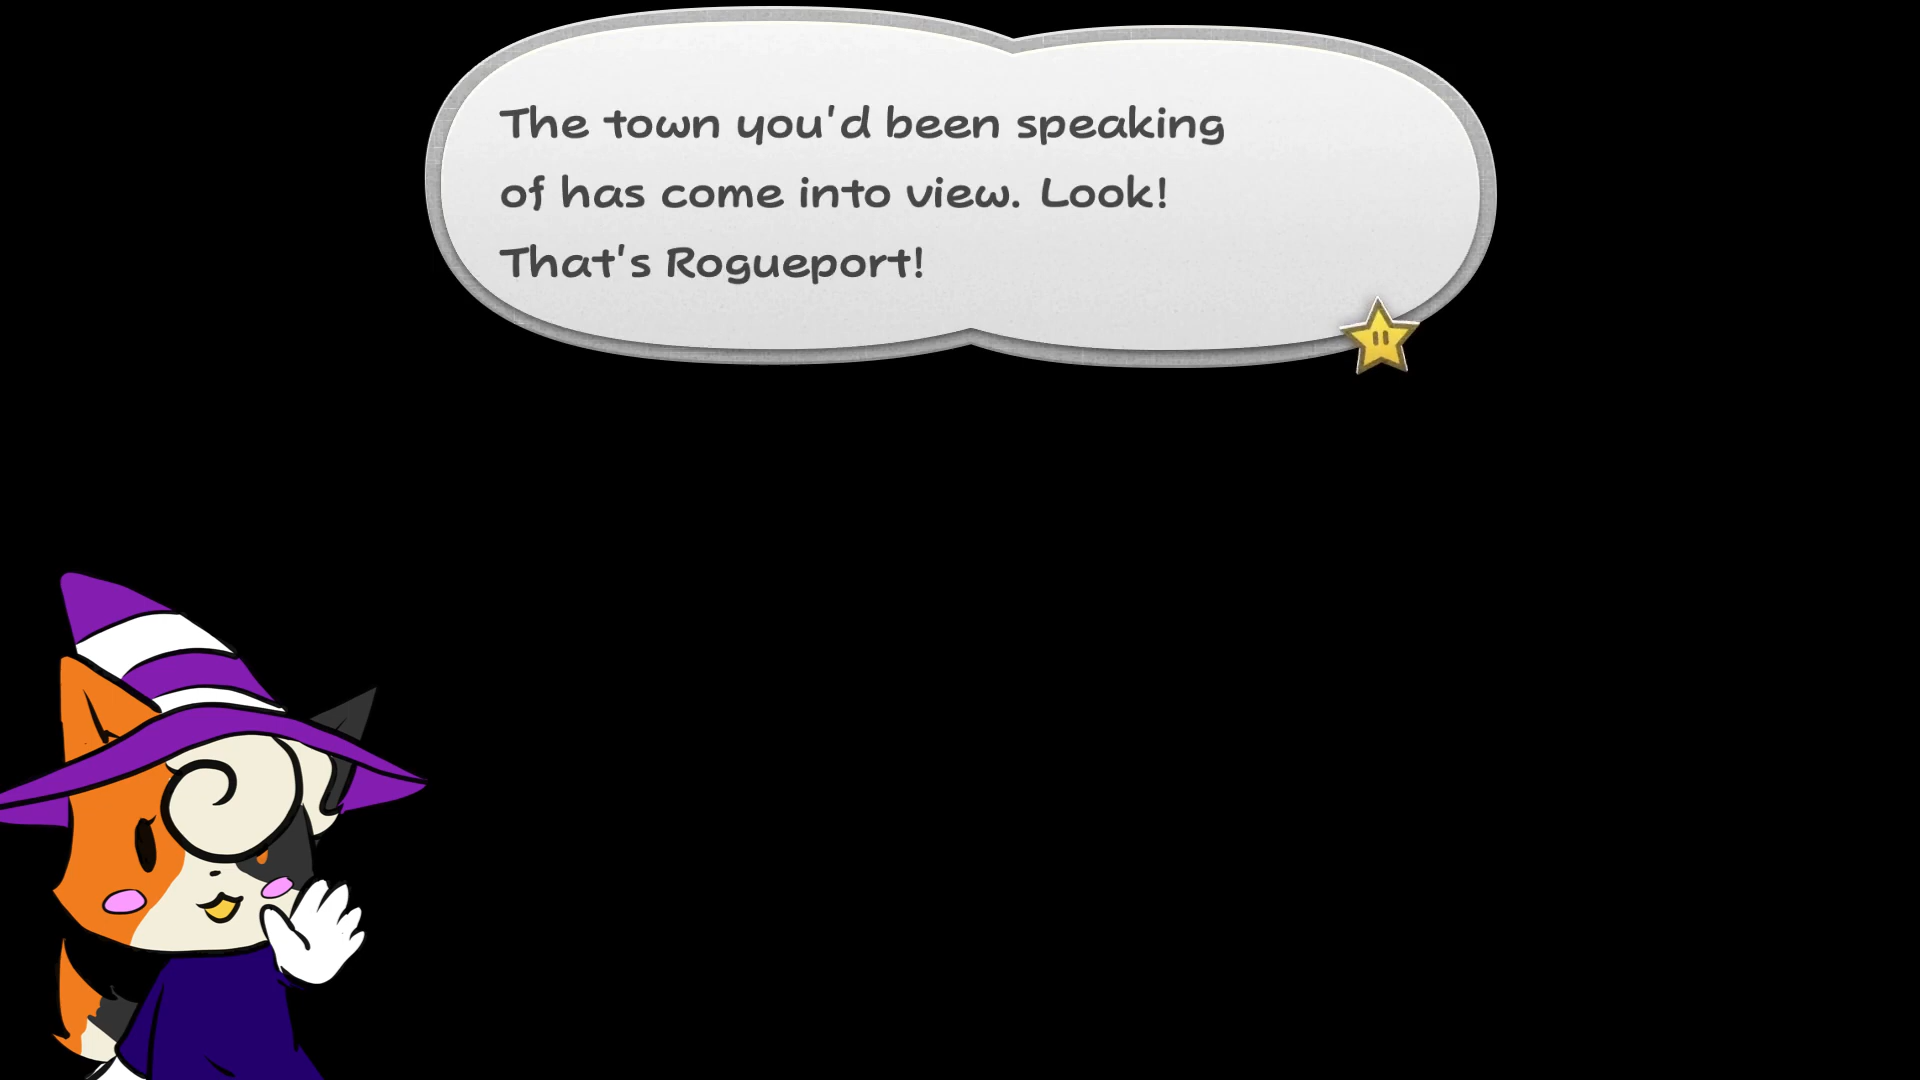 The town you'd been speaking
of has come into view. Look!
That's Rogueport!